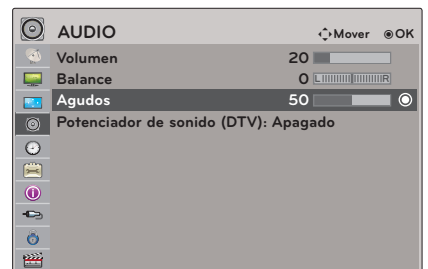 AUDIO Mover OK
Volumen 20
Balance 0 L R
Agudos 50
Potenciador de sonido (DTV): Apagado